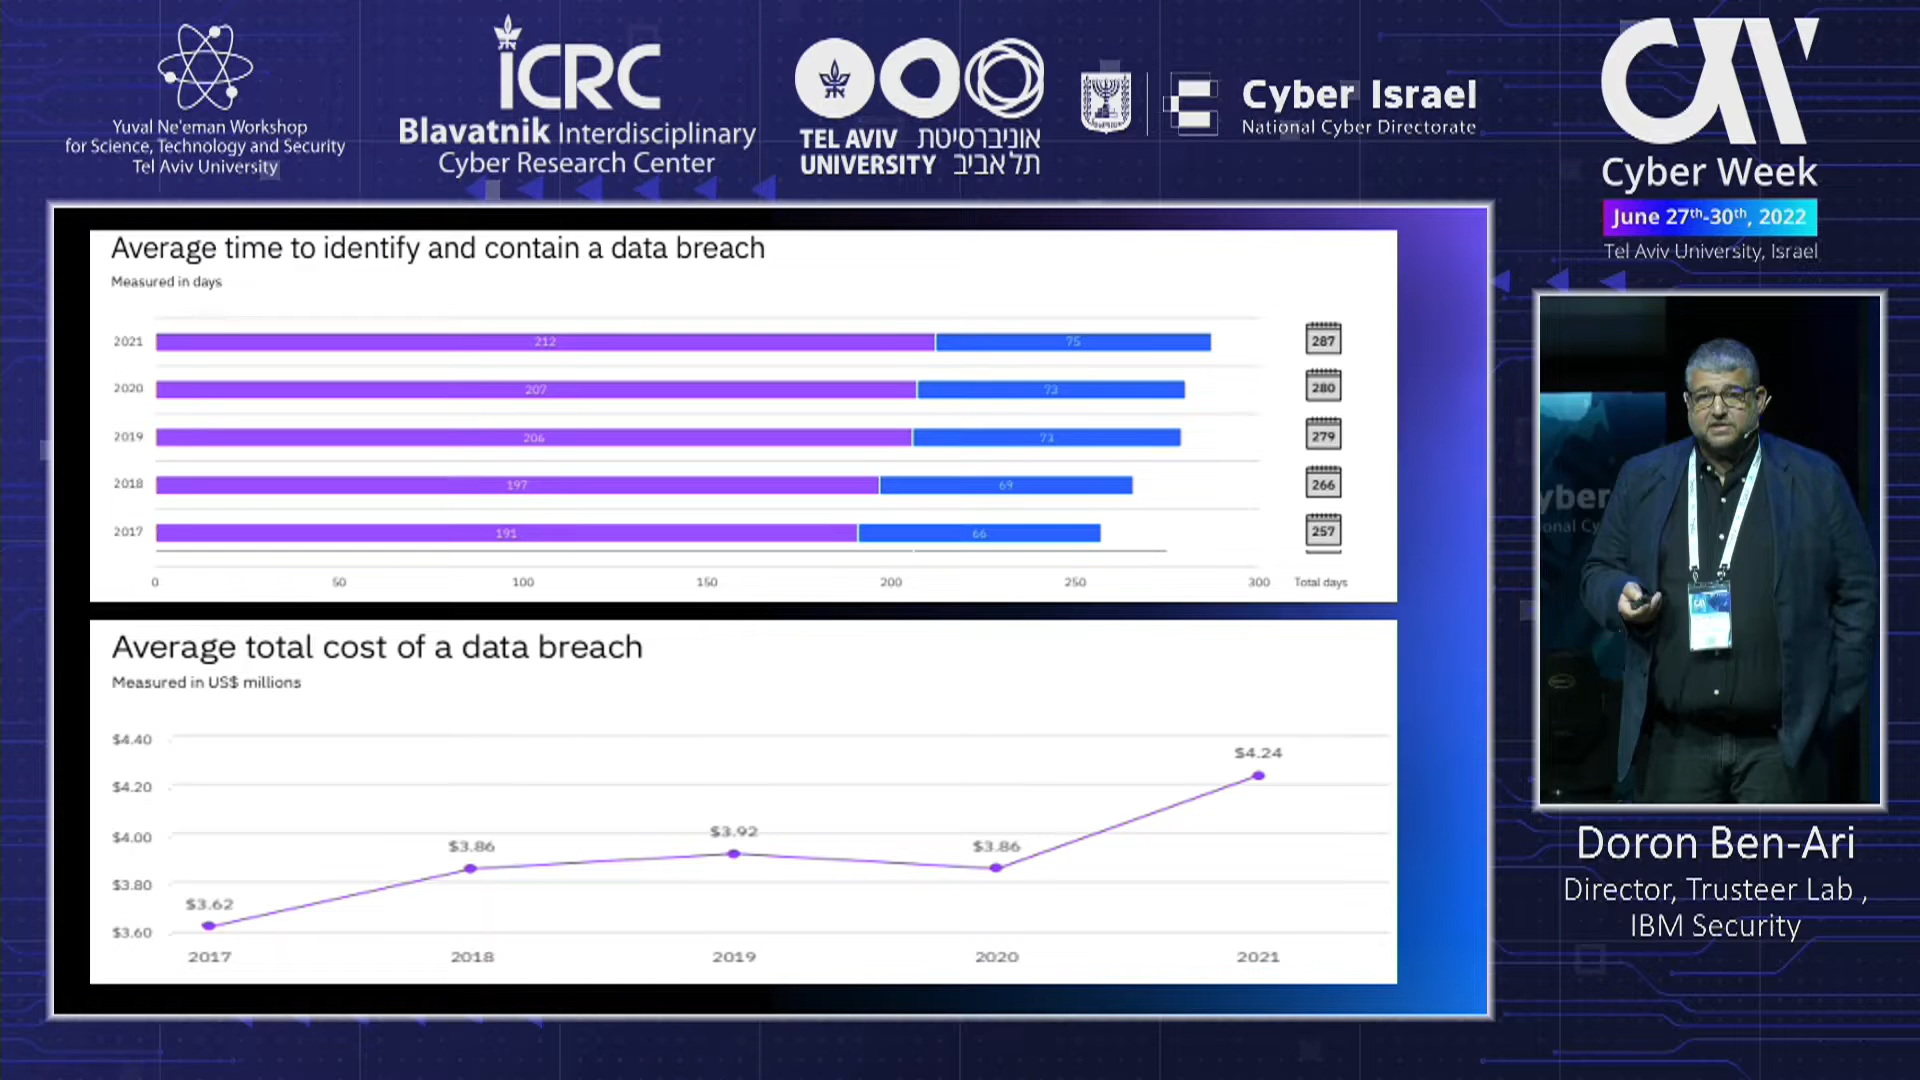 Yuval Ne'eman Workshop
for Science, Technology and Security
Tel Aviv University
ICRC
Blavatnik Interdisciplinary
Cyber Research Center
TEL AVIV אוניברסיטת
UNIVERSITY תל אביב
Cyber Israel
National Cyber Directorate
Cyber Week
June 27th-30th, 2022
Tel Aviv University, Israel
Average time to identify and contain a data breach
Measured in days
2021 212 75 287
2020 207 73 280
2019 206 73 279
2018 197 69 266
2017 191 66 257
0 50 100 150 200 250 300 Total days
Average total cost of a data breach
Measured in US$ millions
$4.40
$4.24
$4.20
$4.00
$3.92
$3.86 $3.86
$3.80
$3.62
$3.60
2017 2018 2019 2020 2021
yber
onal Cy
Doron Ben-Ari
Director, Trusteer Lab ,
IBM Security